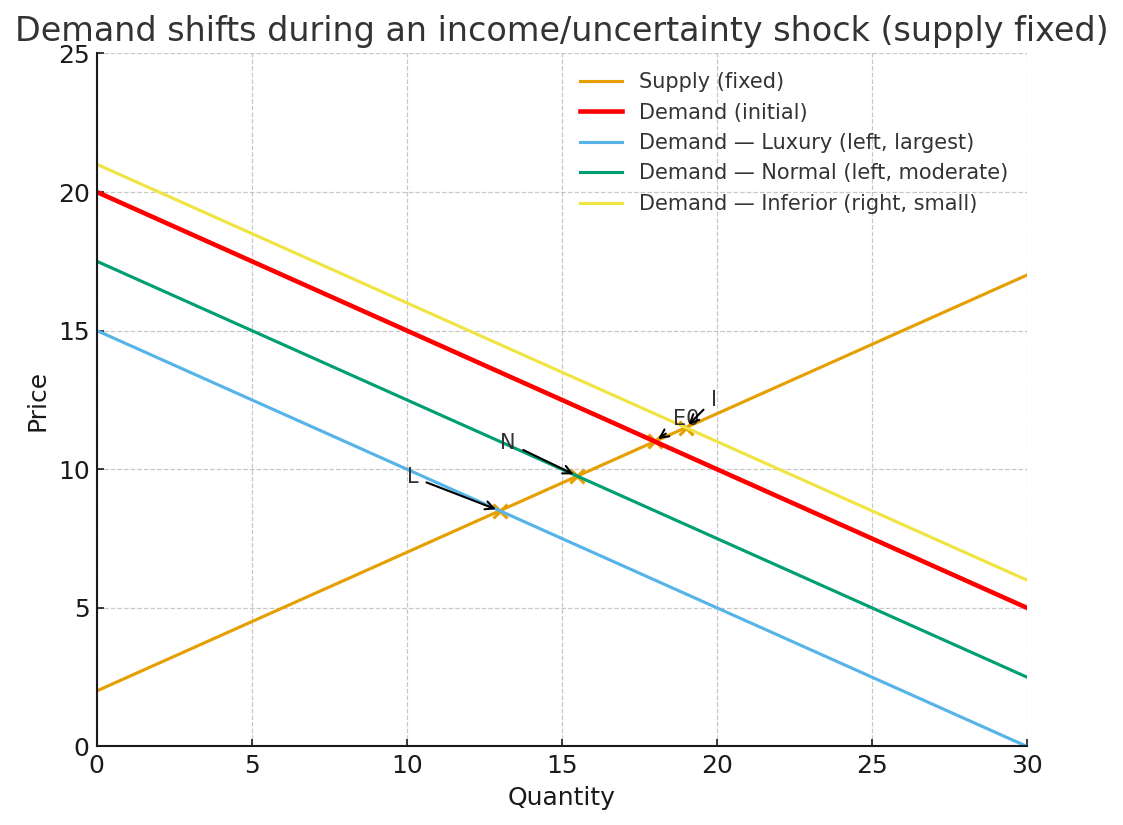 Demand shifts during an income/uncertainty shock (supply fixed)
Supply (fixed)
Demand (initial)
Demand — Luxury (left, largest)
Demand — Normal (left, moderate)
Demand — Inferior (right, small)
25
20
15
10
5
0
Price
I
E0
N
L
0 5 10 15 20 25 30
Quantity